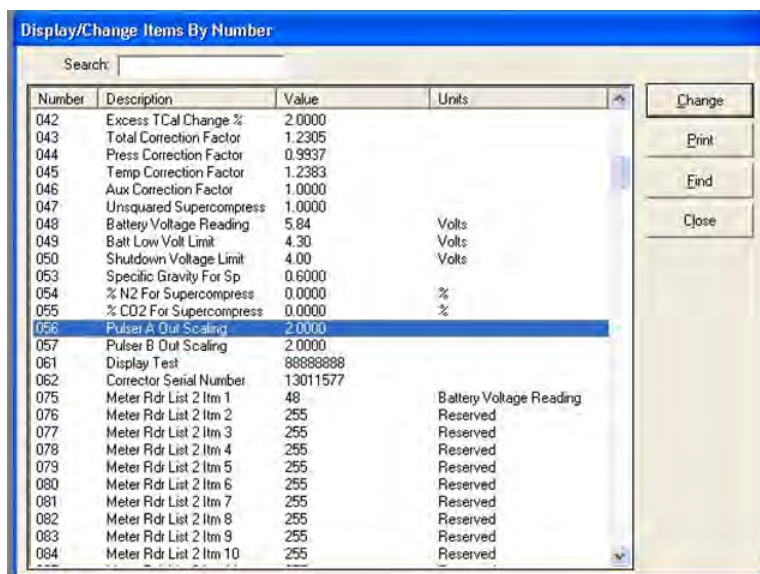 Display/Change Items By Number
Search:
Number Description Value Units
042 Excess TCal Change % 2.0000
043 Total Correction Factor 1.2305
044 Press Correction Factor 0.9937
045 Temp Correction Factor 1.2383
046 Aux Correction Factor 1.0000
047 Unsquared Supercompress 1.0000
048 Battery Voltage Reading 5.84 Volts
049 Batt Low Volt Limit 4.30 Volts
050 Shutdown Voltage Limit 4.00 Volts
053 Specific Gravity For Sp 0.6000
054 % N2 For Supercompress 0.0000 %
055 % CO2 For Supercompress 0.0000 %
056 Pulser A Out Scaling 2.0000
057 Pulser B Out Scaling 2.0000
061 Display Test 88888888
062 Corrector Serial Number 13011577
075 Meter Rdr List 2 Itm 1 48 Battery Voltage Reading
076 Meter Rdr List 2 Itm 2 255 Reserved
077 Meter Rdr List 2 Itm 3 255 Reserved
078 Meter Rdr List 2 Itm 4 255 Reserved
079 Meter Rdr List 2 Itm 5 255 Reserved
080 Meter Rdr List 2 Itm 6 255 Reserved
081 Meter Rdr List 2 Itm 7 255 Reserved
082 Meter Rdr List 2 Itm 8 255 Reserved
083 Meter Rdr List 2 Itm 9 255 Reserved
084 Meter Rdr List 2 Itm 10 255 Reserved
Change
Print
Find
Close